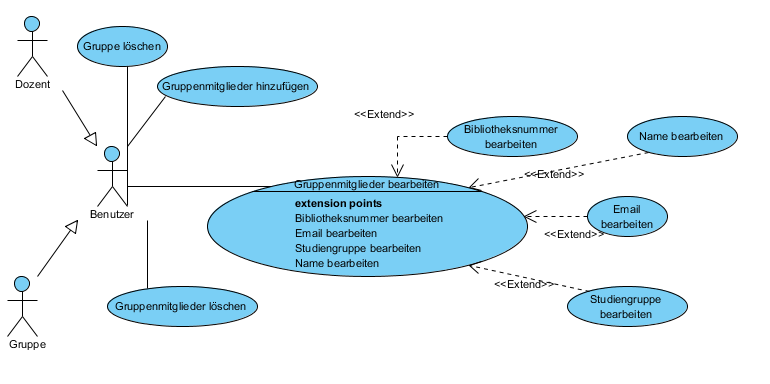 Gruppe löschen
Dozent
Gruppenmitglieder hinzufügen
<<Extend>>
Bibliotheksnummer
bearbeiten
Name bearbeiten
<<Extend>>
Benutzer
Gruppenmitglieder bearbeiten
extension points
Bibliotheksnummer bearbeiten
Email bearbeiten
Studiengruppe bearbeiten
Name bearbeiten
Email
bearbeiten
<<Extend>>
<<Extend>>
Studiengruppe
bearbeiten
Gruppenmitglieder löschen
Gruppe